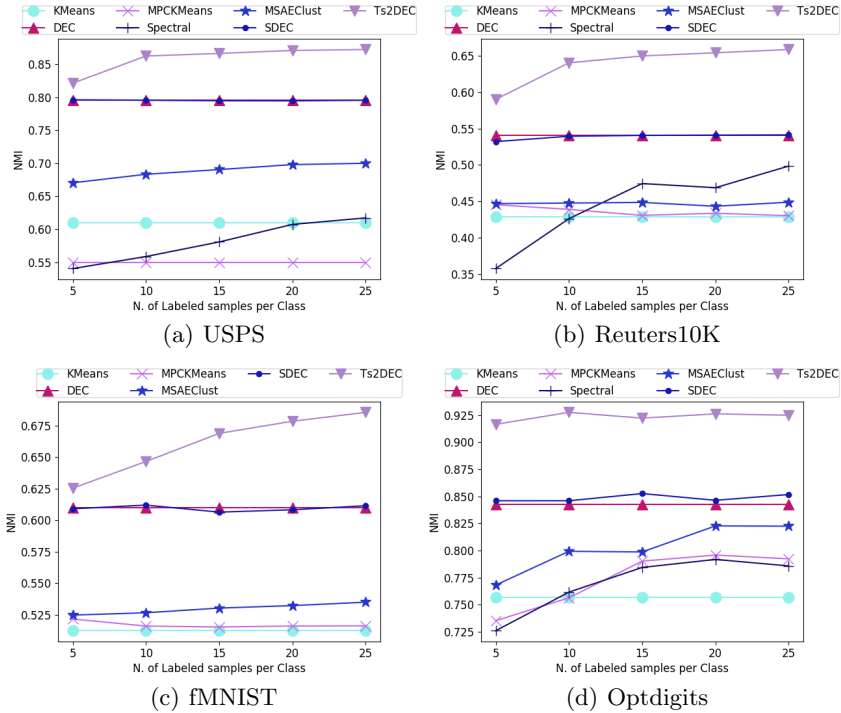 KMeans MPCKMeans MSAEClust Ts2DEC
DEC Spectral SDEC
0.85
0.80
0.75
0.70
0.65
0.60
0.55
NMI
5 10 15 20 25
N. of Labeled samples per Class
(a) USPS
KMeans MPCKMeans MSAEClust Ts2DEC
DEC Spectral SDEC
0.65
0.60
0.55
0.50
0.45
0.40
0.35
NMI
5 10 15 20 25
N. of Labeled samples per Class
(b) Reuters10K
KMeans MPCKMeans SDEC Ts2DEC
DEC MSAEClust
0.675
0.650
0.625
0.600
0.575
0.550
0.525
NMI
5 10 15 20 25
N. of Labeled samples per Class
(c) fMNIST
KMeans MPCKMeans MSAEClust Ts2DEC
DEC Spectral SDEC
0.925
0.900
0.875
0.850
0.825
0.800
0.775
0.750
0.725
NMI
5 10 15 20 25
N. of Labeled samples per Class
(d) Optdigits